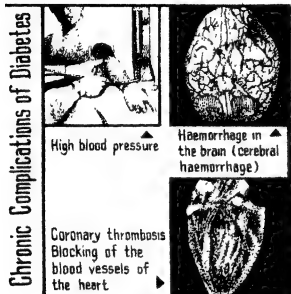 Chronic Complications of Diabetes
High blood pressure
Haemorrhage in
the brain (cerebral
haemorrhage)
Coronary thrombosis
Blocking of the
blood vessels of
the heart